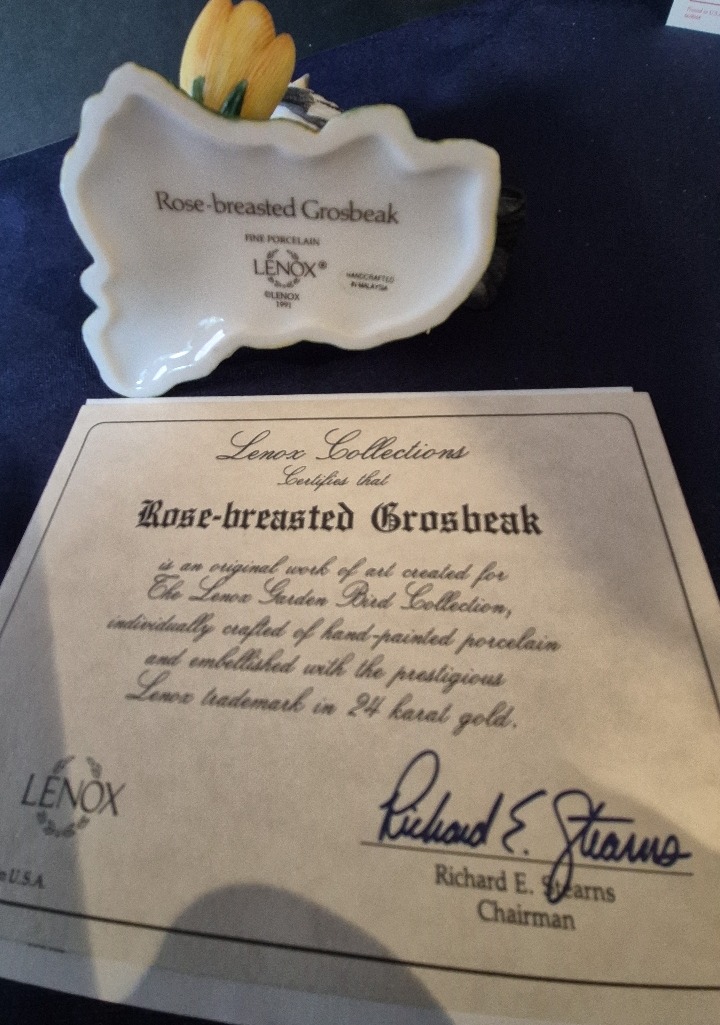 Rose-breasted Grosbeak
FINE PORCELAIN
LENOX®
HANDCRAFTED
IN MALAYSIA
©LENOX
1991
Lenox Collections
Certifies that
Rose-breasted Grosbeak
is an original work of art created for
The Lenox Garden Bird Collection,
individually crafted of hand-painted porcelain
and embellished with the prestigious
Lenox trademark in 24 karat gold.
LENOX
Richard E. Stearns
Richard E. Stearns
Chairman
U.S.A.